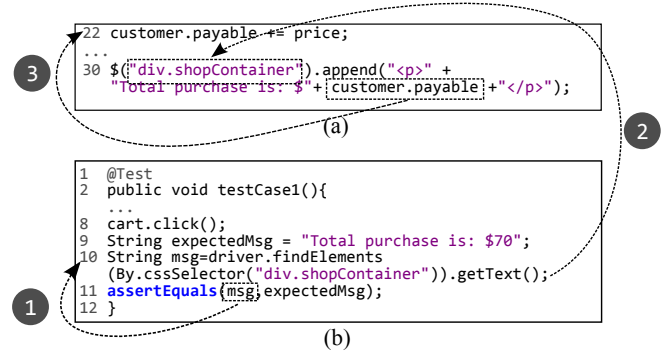 22 customer.payable += price;
...
30 $("div.shopContainer").append("<p>" +
"Total purchase is: $"+ customer.payable +"</p>");
3
(a)
2
1 @Test
2 public void testCase1(){
...
8 cart.click();
9 String expectedMsg = "Total purchase is: $70";
10 String msg=driver.findElements
(By.cssSelector("div.shopContainer")).getText();
11 assertEquals(msg,expectedMsg);
12 }
1
(b)